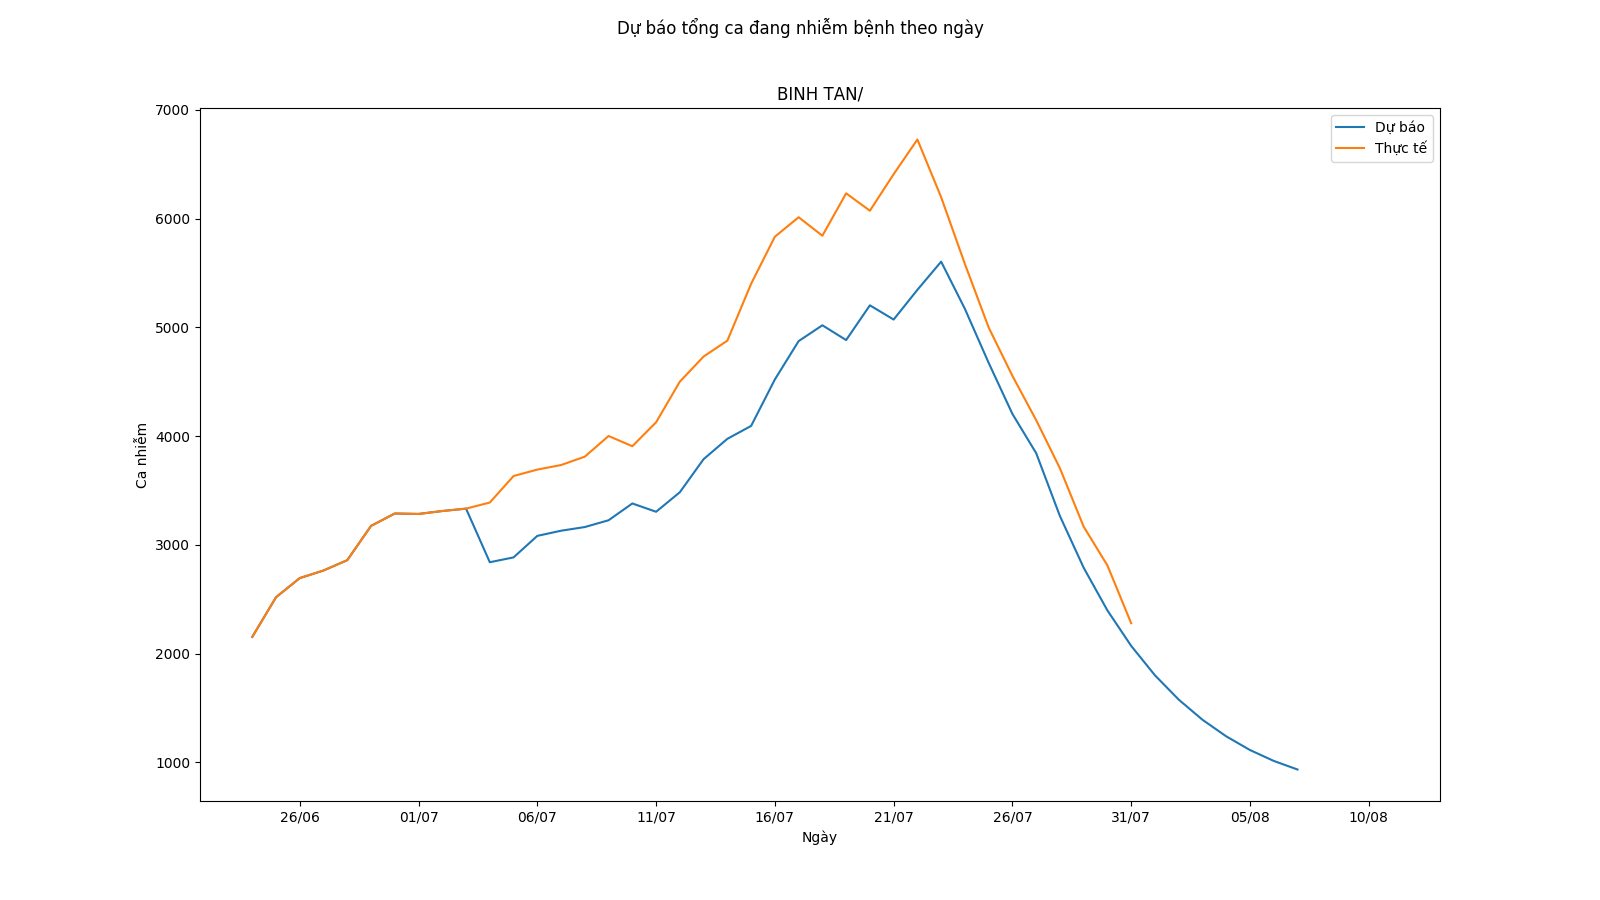 Dự báo tổng ca đang nhiễm bệnh theo ngày
BINH TAN/
Dự báo
Thực tế
Ca nhiễm
7000
6000
5000
4000
3000
2000
1000
26/06 01/07 06/07 11/07 16/07 21/07 26/07 31/07 05/08 10/08
Ngày